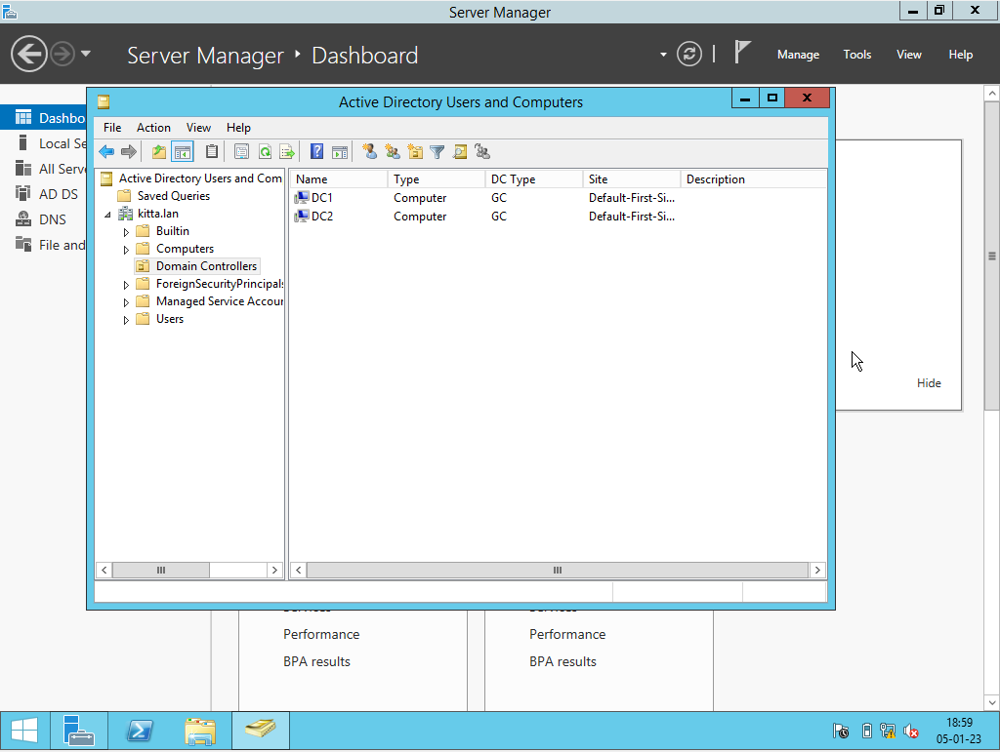 Server Manager
Server Manager
Dashboard
Manage
Tools
View
Help
Dashbo
Local Se
All Serve
AD DS
DNS
File and
Active Directory Users and Computers
File
Action
View
Help
Active Directory Users and Com
Saved Queries
kitta.lan
Builtin
Computers
Domain Controllers
ForeignSecurityPrincipals
Managed Service Accour
Users
Name Type DC Type Site Description
DC1 Computer GC Default-First-Si...
DC2 Computer GC Default-First-Si...
Hide
Services
Services
Performance
Performance
BPA results
BPA results
18:59
05-01-23